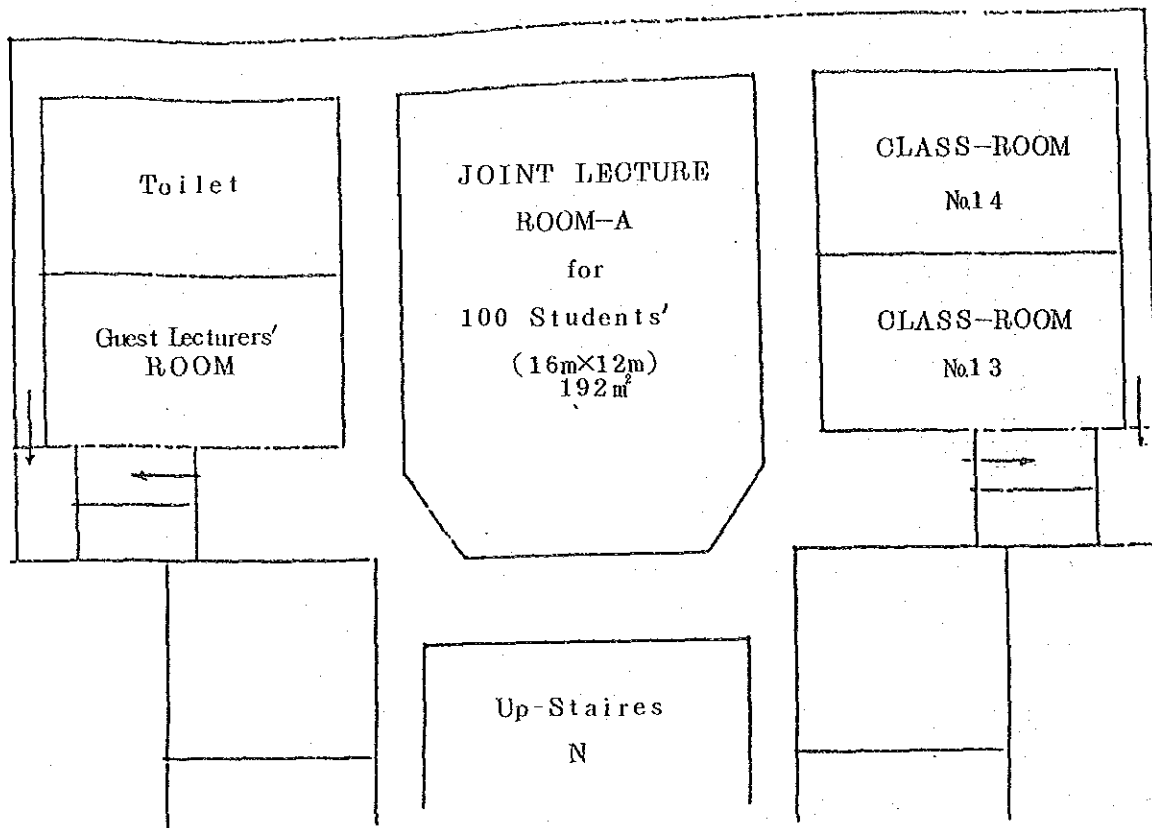 Toilet
Guest Lecturers'
ROOM
JOINT LECTURE
ROOM-A
for
100 Students'
(16m×12m)
192㎡
CLASS-ROOM
No.14
CLASS-ROOM
No.13
Up-Staires
N